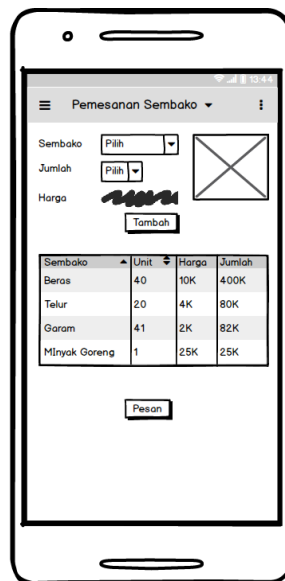 13:44
Pemesanan Sembako
Sembako Pilih
Jumlah Pilih
Harga
Tambah
Sembako Unit Harga Jumlah
Beras 40 10K 400K
Telur 20 4K 80K
Garam 41 2K 82K
MInyak Goreng 1 25K 25K
Pesan